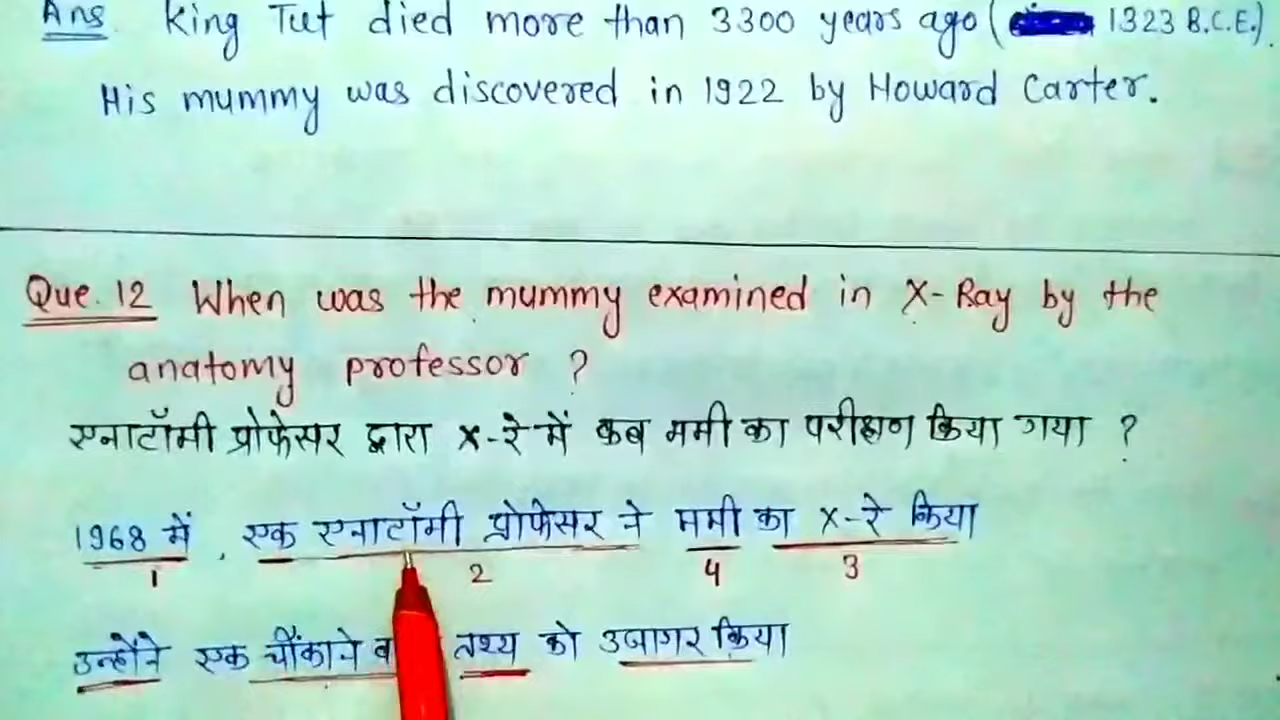 Ans. King Tut died more than 3300 years ago ( 1323 B.C.E.).
His mummy was discovered in 1922 by Howard Carter.
Que. 12 When was the mummy examined in X-Ray by the
anatomy professor ?
एनाटॉमी प्रोफेसर द्वारा X-रे में कब ममी का परीक्षण किया गया ?
1968 में , एक एनाटॉमी प्रोफेसर ने ममी का X-रे किया
1 2 4 3
उन्होंने एक चौंकाने तथ्य को उजागर किया